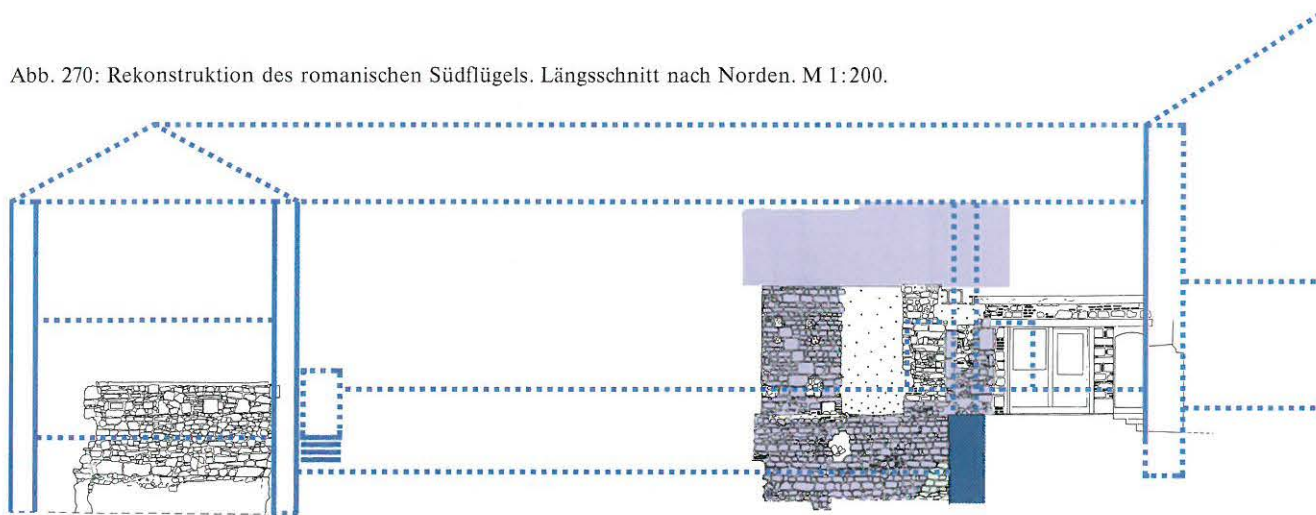 Abb. 270: Rekonstruktion des romanischen Südflügels. Längsschnitt nach Norden. M 1:200.